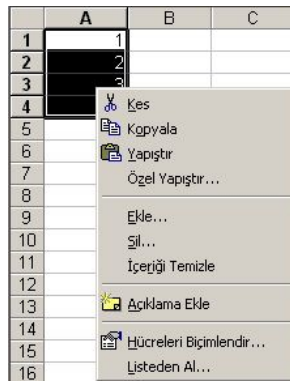 A B C
1 1
2 2
3 3
4
5
6
7
8
9
10
11
12
13
14
15
16
Kes
Kopyala
Yapıştır
Özel Yapıştır...
Ekle...
Sil...
İçeriği Temizle
Açıklama Ekle
Hücreleri Biçimlendir...
Listeden Al...